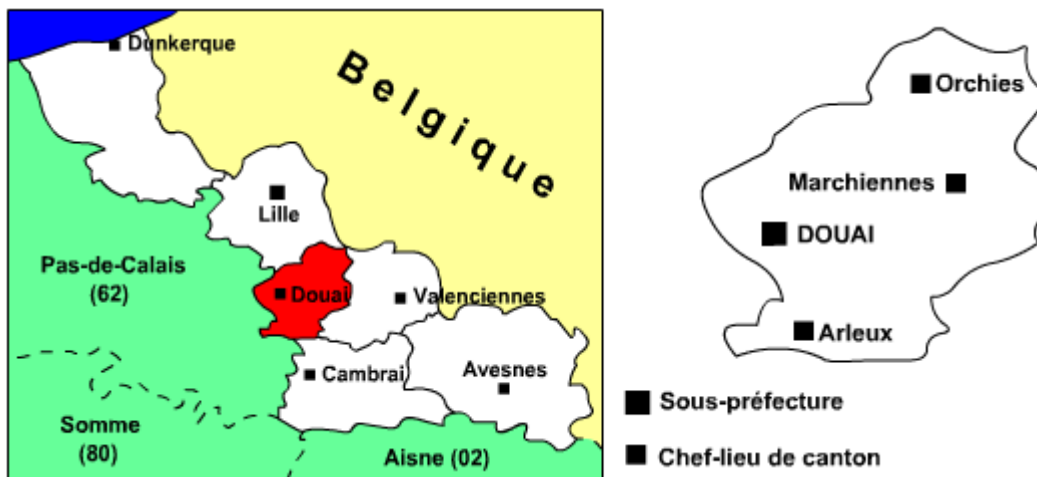 Dunkerque
Belgique
Lille
Pas-de-Calais
(62)
Douai
Valenciennes
Cambrai
Avesnes
Somme
(80)
Aisne (02)
Orchies
Marchiennes
DOUAI
Arleux
Sous-préfecture
Chef-lieu de canton